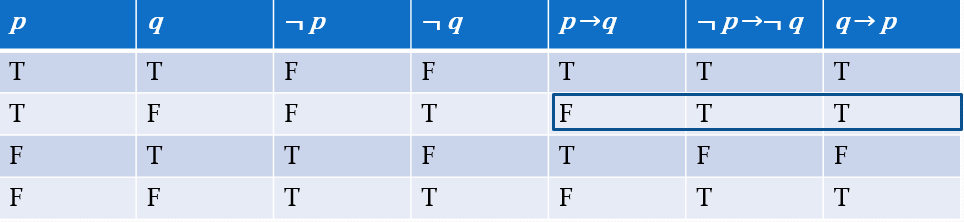 p q ¬ p ¬ q p→q ¬ p→¬ q q→ p
T T F F T T T
T F F T F T T
F T T F T F F
F F T T F T T